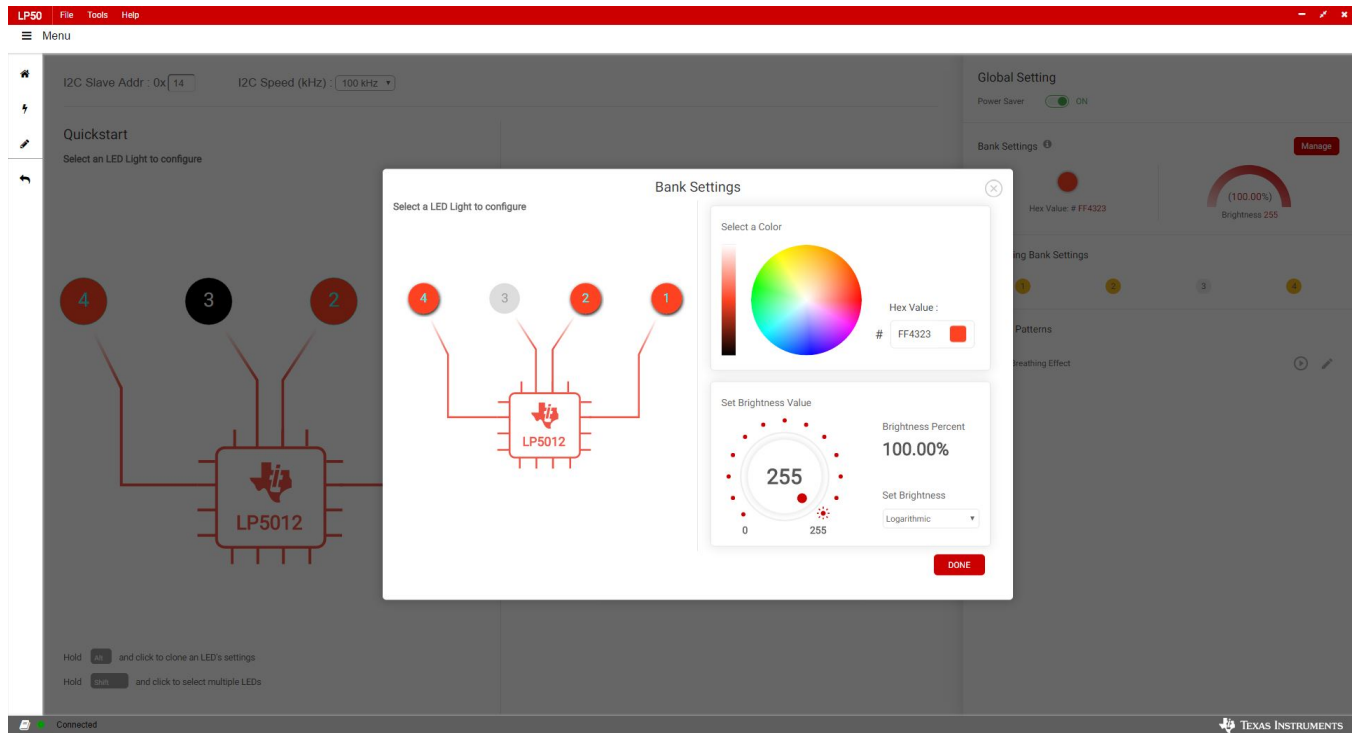 LP50 File Tools Help
Menu
I2C Slave Addr : 0x 14 I2C Speed (kHz) : 100 kHz
Quickstart
Select an LED Light to configure
4 3 2
LP5012
Hold Alt and click to clone an LED's settings
Hold Shift and click to select multiple LEDs
Bank Settings
Select a LED Light to configure
4 3 2 1
LP5012
Select a Color
Hex Value :
# FF4323
Set Brightness Value
255
0 255
Brightness Percent
100.00%
Set Brightness
Logarithmic
DONE
Global Setting
Power Saver ON
Bank Settings Manage
Hex Value: # FF4323
(100.00%)
Brightness 255
ing Bank Settings
1 2 3 4
Patterns
reathing Effect
Connected
TEXAS INSTRUMENTS